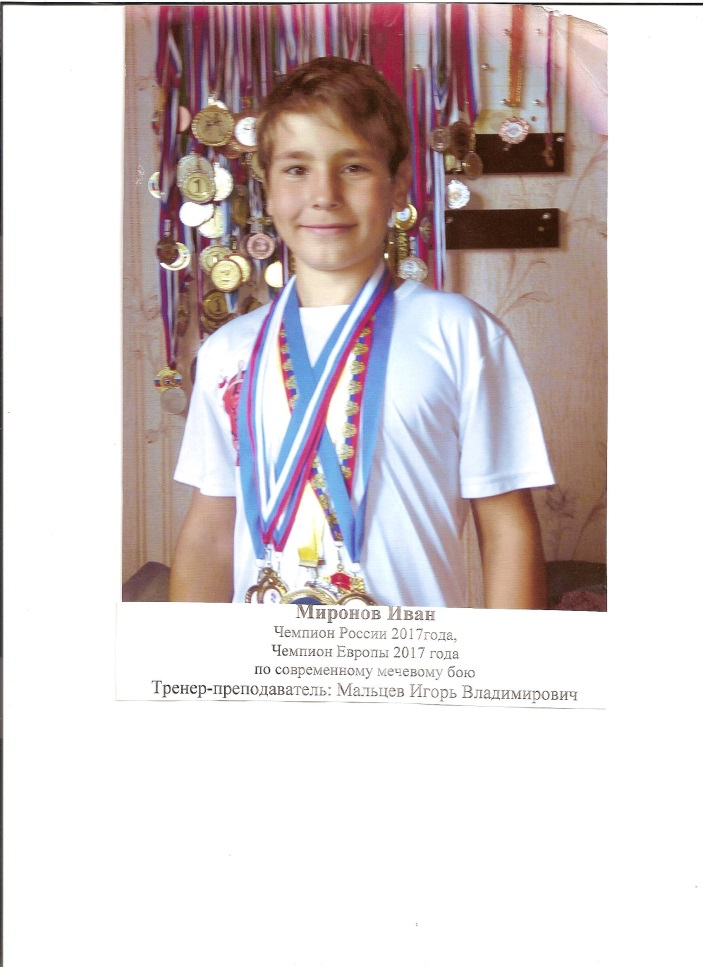 Миронов Иван
Чемпион России 2017года,
Чемпион Европы 2017 года
по современному мечевому бою
Тренер-преподаватель: Мальцев Игорь Владимирович